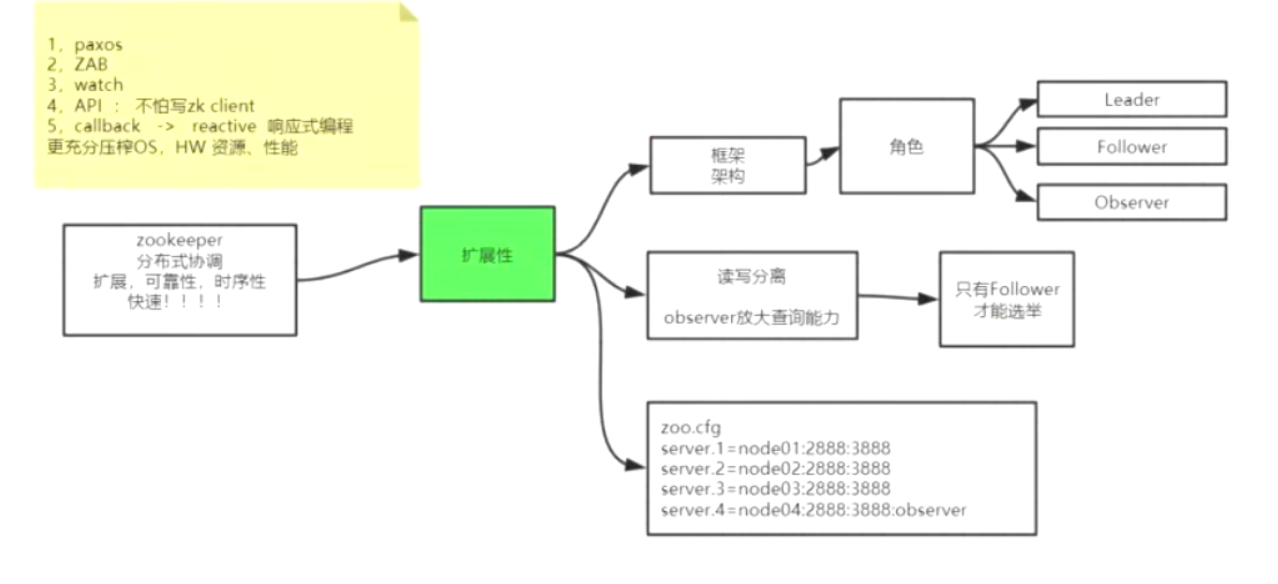 1，paxos
2，ZAB
3，watch
4，API ： 不怕写zk client
5，callback -> reactive 响应式编程
更充分压榨OS，HW 资源、性能
zookeeper
分布式协调
扩展，可靠性，时序性
快速！！！！
扩展性
框架
架构
角色
Leader
Follower
Observer
读写分离
observer放大查询能力
只有Follower
才能选举
zoo.cfg
server.1=node01:2888:3888
server.2=node02:2888:3888
server.3=node03:2888:3888
server.4=node04:2888:3888:observer